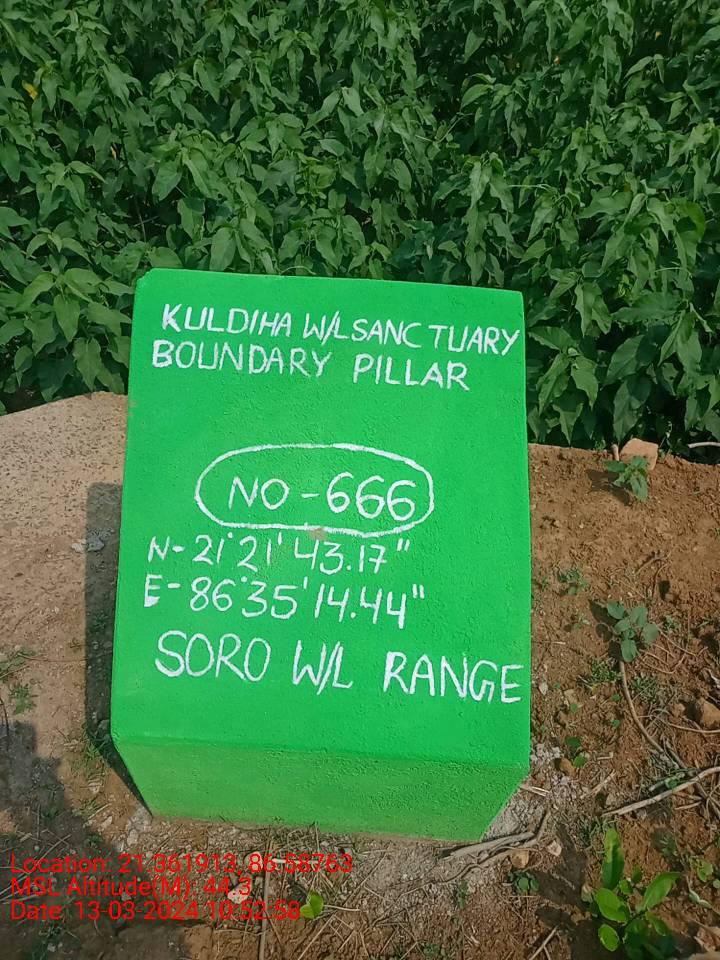 KULDIHA W/L SANCTUARY
BOUNDARY PILLAR
NO-666
N-21°21'43.17"
E-86°35'14.44"
SORO W/L RANGE
Location: 21.361913, 86.58763
MSL Altitude(M): 44.3
Date: 13-03-2024 10:52:58